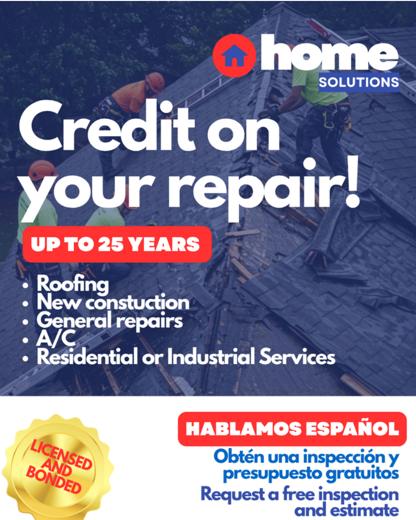 home
SOLUTIONS
Credit on
your repair!
UP TO 25 YEARS
• Roofing
• New constuction
• General repairs
• A/C
• Residential or Industrial Services
LICENSED
AND
BONDED
HABLAMOS ESPAÑOL
Obtén una inspección y
presupuesto gratuitos
Request a free inspection
and estimate